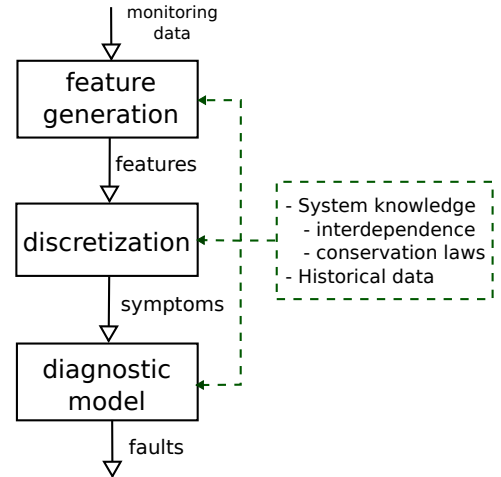 monitoring
data
feature
generation
features
discretization
- System knowledge
- interdependence
- conservation laws
- Historical data
symptoms
diagnostic
model
faults